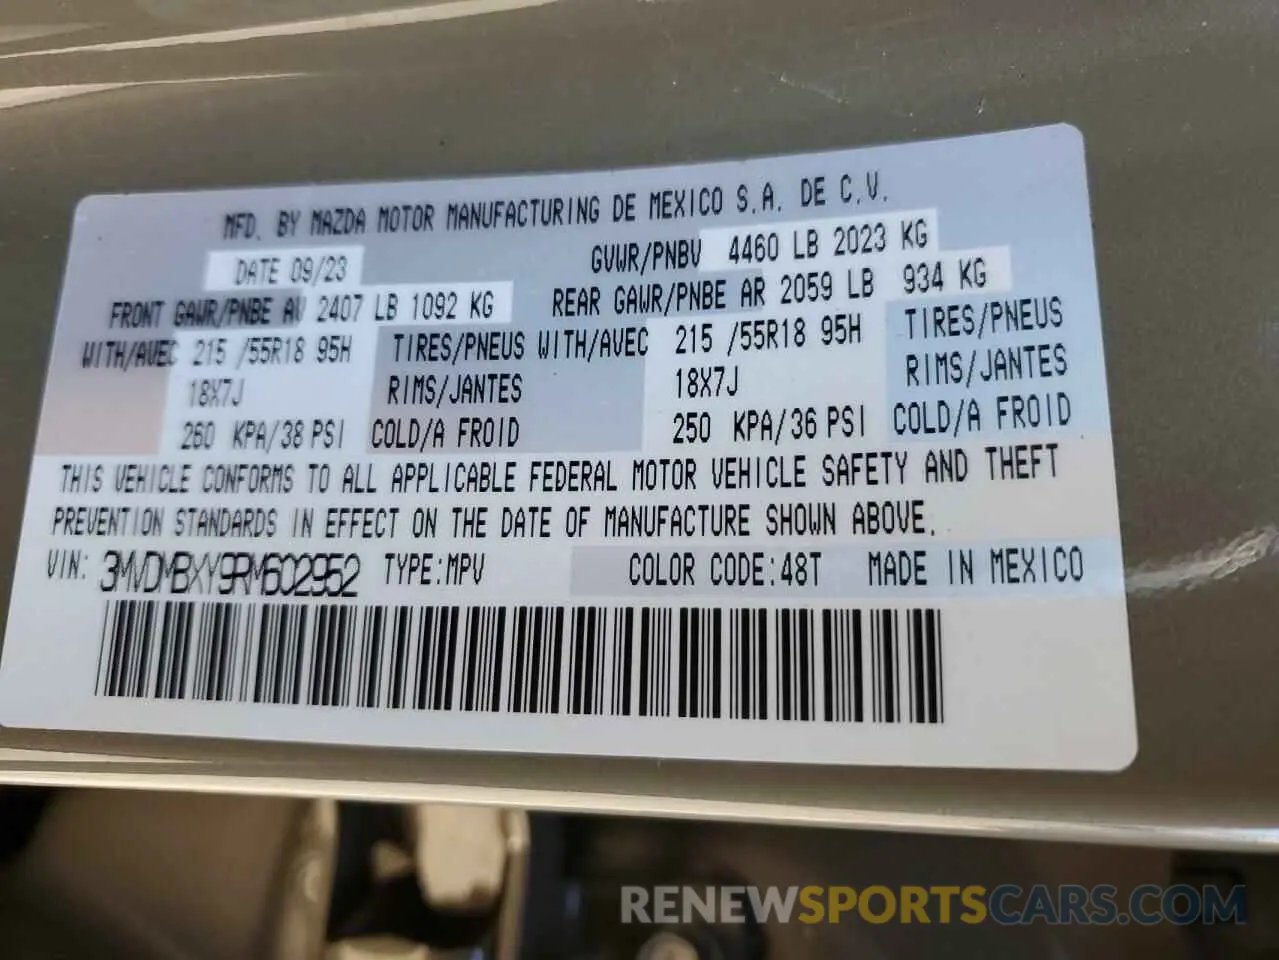 MFD. BY MAZDA MOTOR MANUFACTURING DE MEXICO S.A. DE C.V.
DATE 09/23 GVWR/PNBV 4460 LB 2023 KG
FRONT GAWR/PNBE AV 2407 LB 1092 KG REAR GAWR/PNBE AR 2059 LB 934 KG
WITH/AVEC 215 /55R18 95H TIRES/PNEUS WITH/AVEC 215 /55R18 95H TIRES/PNEUS
18X7J RIMS/JANTES 18X7J RIMS/JANTES
260 KPA/38 PSI COLD/A FROID 250 KPA/36 PSI COLD/A FROID
THIS VEHICLE CONFORMS TO ALL APPLICABLE FEDERAL MOTOR VEHICLE SAFETY AND THEFT
PREVENTION STANDARDS IN EFFECT ON THE DATE OF MANUFACTURE SHOWN ABOVE.
VIN: 3MVDMBXY9RM602952 TYPE:MPV COLOR CODE:48T MADE IN MEXICO
RENEWSPORTSCARS.COM